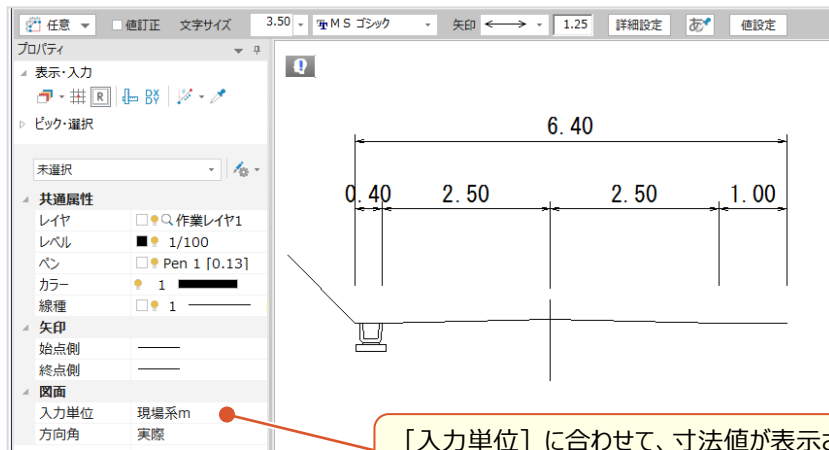 任意 値訂正 文字サイズ 3.50 MS ゴシック 矢印 1.25 詳細設定 あ 値設定
プロパティ
表示・入力
R DX DY
ピック・選択
未選択
共通属性
レイヤ 作業レイヤ1
レベル 1/100
ペン Pen 1 [0.13]
カラー 1
線種 1
矢印
始点側
終点側
図面
入力単位 現場系m
方向角 実際
6.40
0.40 2.50 2.50 1.00
[入力単位] に合わせて、寸法値が表示